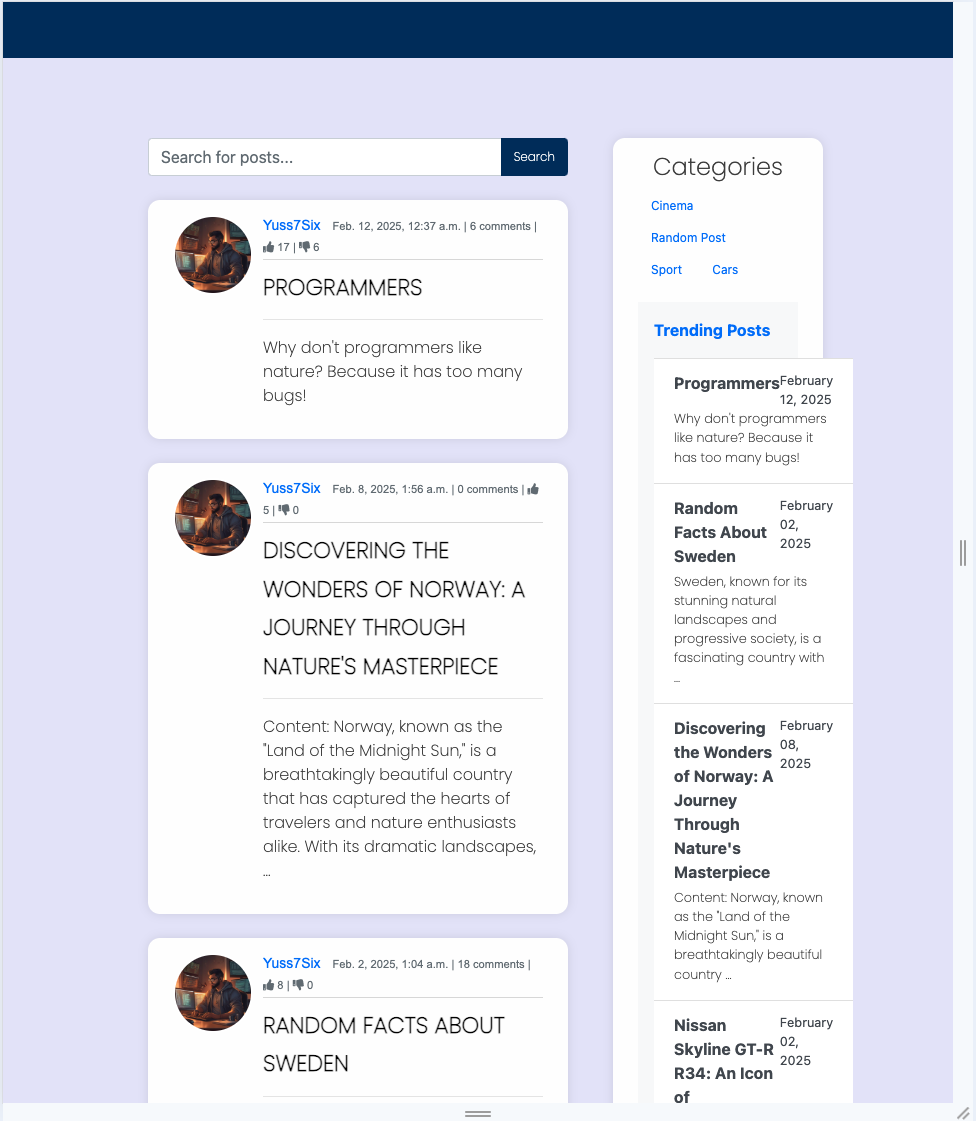 Search for posts...
Search
Yuss7Six Feb. 12, 2025, 12:37 a.m. | 6 comments |
17 | 6
PROGRAMMERS
Why don't programmers like
nature? Because it has too many
bugs!
Yuss7Six Feb. 8, 2025, 1:56 a.m. | 0 comments |
5 | 0
DISCOVERING THE
WONDERS OF NORWAY: A
JOURNEY THROUGH
NATURE'S MASTERPIECE
Content: Norway, known as the
"Land of the Midnight Sun," is a
breathtakingly beautiful country
that has captured the hearts of
travelers and nature enthusiasts
alike. With its dramatic landscapes,
…
Yuss7Six Feb. 2, 2025, 1:04 a.m. | 18 comments |
8 | 0
RANDOM FACTS ABOUT
SWEDEN
Categories
Cinema
Random Post
Sport Cars
Trending Posts
Programmers
February
12, 2025
Why don't programmers
like nature? Because it
has too many bugs!
Random
Facts About
Sweden
February
02,
2025
Sweden, known for its
stunning natural
landscapes and
progressive society, is a
fascinating country with
…
Discovering
the Wonders
of Norway: A
Journey
Through
Nature's
Masterpiece
February
08,
2025
Content: Norway, known
as the "Land of the
Midnight Sun," is a
breathtakingly beautiful
country …
Nissan
Skyline GT-R
R34: An Icon
of
February
02,
2025